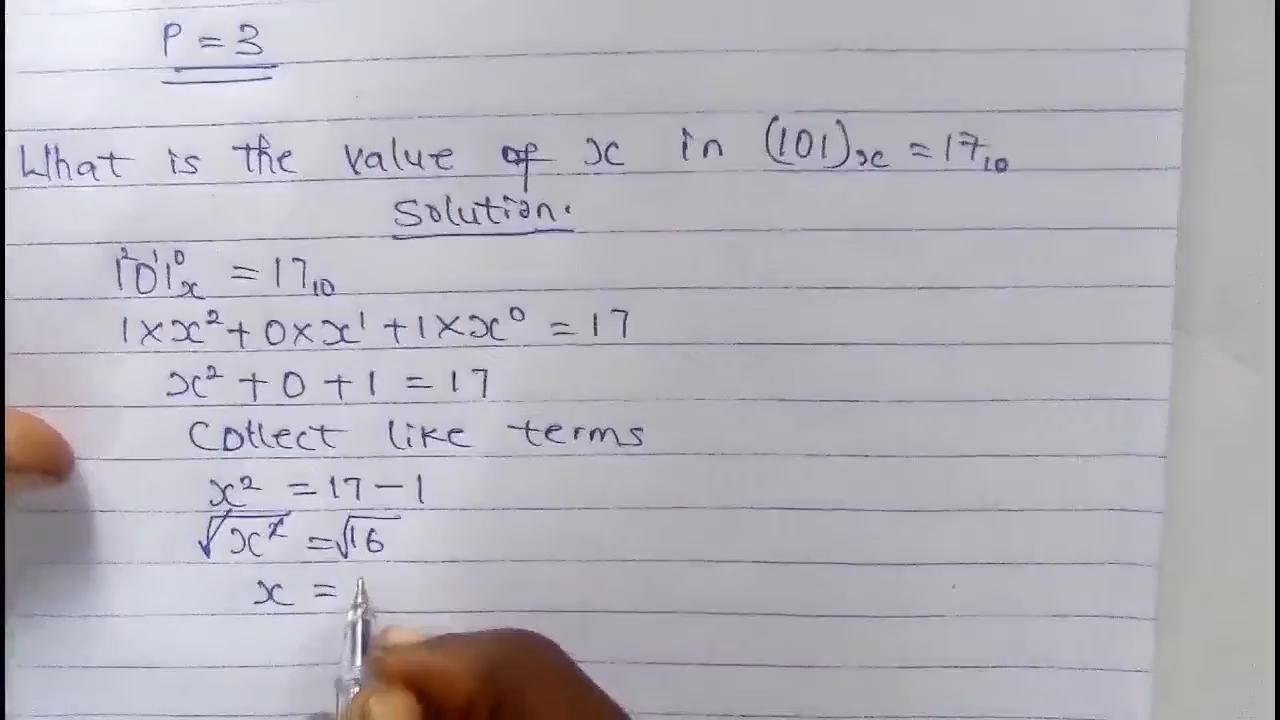 P = 3
What is the value of x in (101)ₓ = 17₁₀
Solution.
1²0¹1⁰ₓ = 17₁₀
1 × x² + 0 × x¹ + 1 × x⁰ = 17
x² + 0 + 1 = 17
Collect like terms
x² = 17 − 1
√x² = √16
x =